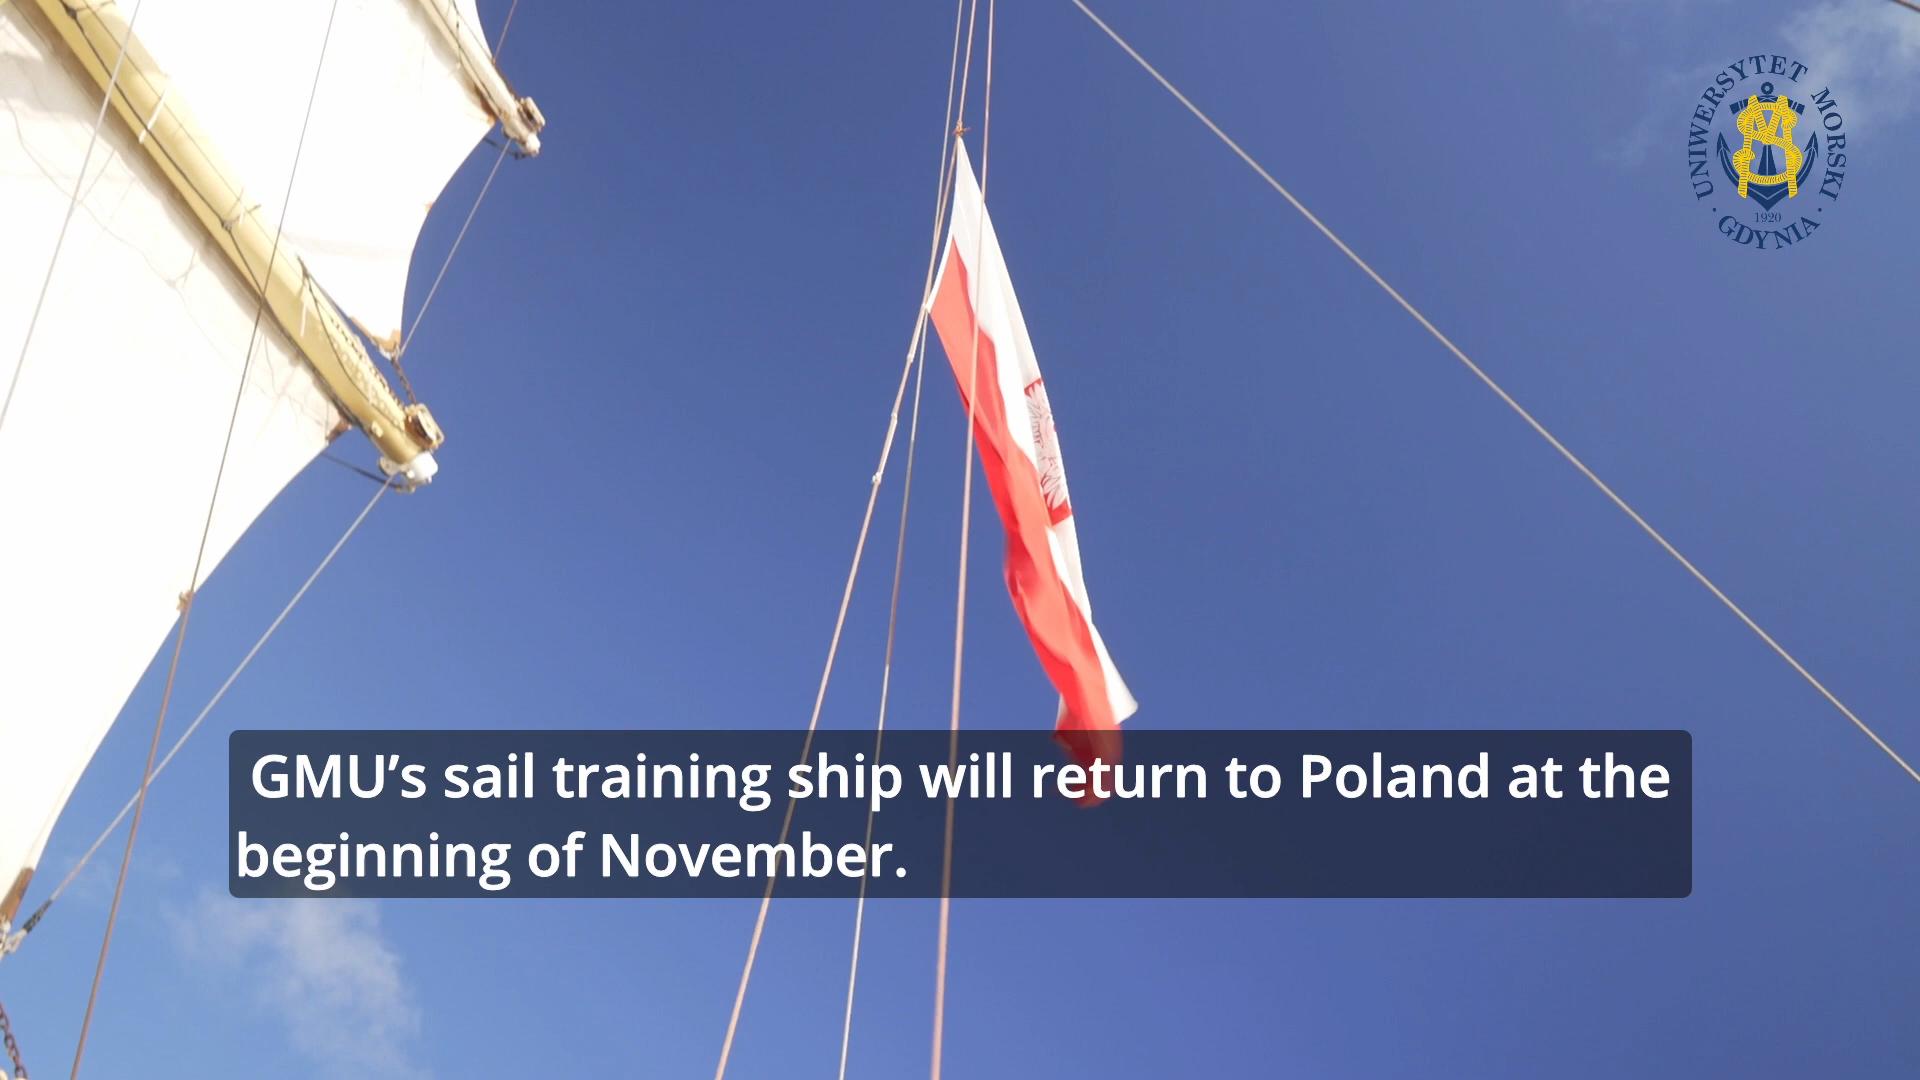 UNIWERSYTET MORSKI
1920
· GDYNIA ·
GMU’s sail training ship will return to Poland at the
beginning of November.